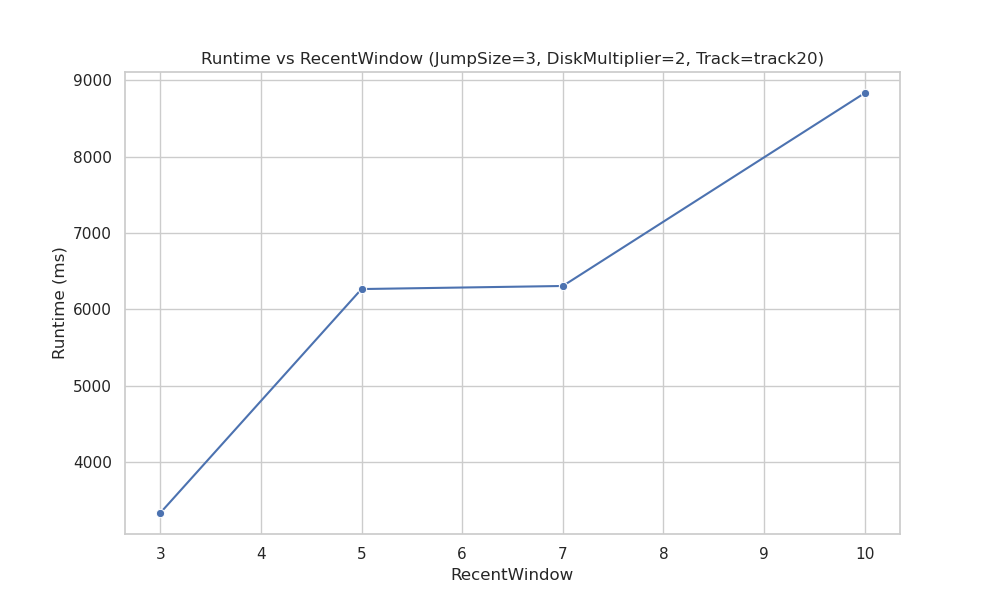 Runtime vs RecentWindow (JumpSize=3, DiskMultiplier=2, Track=track20)
Runtime (ms)
9000
8000
7000
6000
5000
4000
3 4 5 6 7 8 9 10
RecentWindow